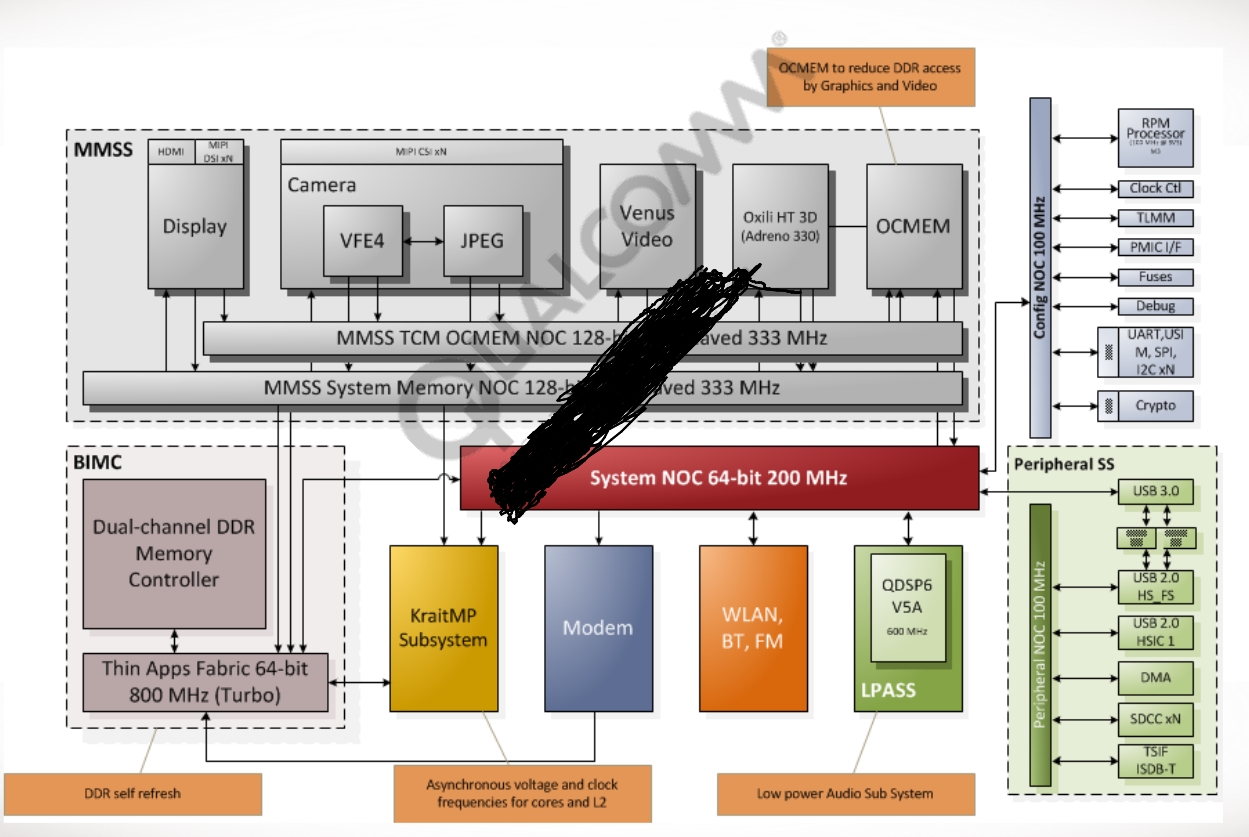 QUALCOMM®
OCMEM to reduce DDR access
by Graphics and Video
MMSS
HDMI
MIPI
DSI xN
Display
MIPI CSI xN
Camera
VFE4
JPEG
Venus
Video
Oxili HT 3D
(Adreno 330)
OCMEM
MMSS TCM OCMEM NOC 128- 333 MHz
MMSS System Memory NOC 128- 333 MHz
BIMC
Dual-channel DDR
Memory
Controller
Thin Apps Fabric 64-bit
800 MHz (Turbo)
System NOC 64-bit 200 MHz
KraitMP
Subsystem
Modem
WLAN,
BT, FM
QDSP6
V5A
600 MHz
LPASS
DDR self refresh
Asynchronous voltage and clock
frequencies for cores and L2
Low power Audio Sub System
Config NOC 100 MHz
RPM
Processor
Clock Ctl
TLMM
PMIC I/F
Fuses
Debug
UART,USI
M, SPI,
I2C xN
Crypto
Peripheral SS
Peripheral NOC 100 MHz
USB 3.0
USB 2.0
HS_FS
USB 2.0
HSIC 1
DMA
SDCC xN
TSIF
ISDB-T